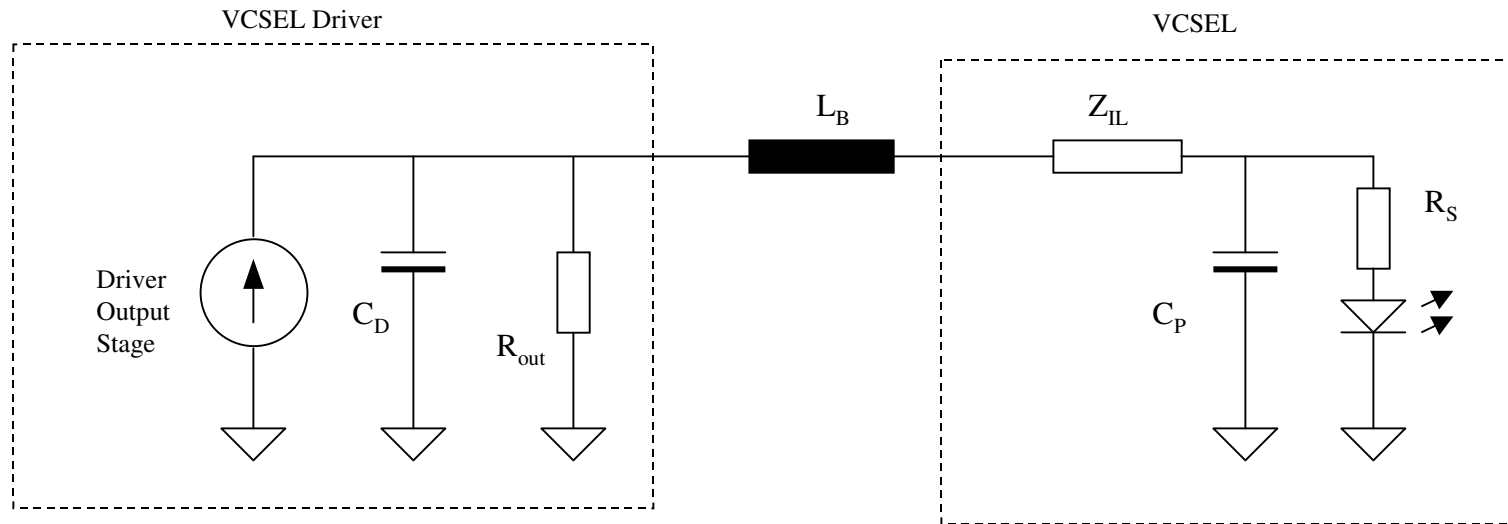 VCSEL Driver
VCSEL
L_B
Z_IL
R_S
Driver
Output
Stage
C_D
R_out
C_P